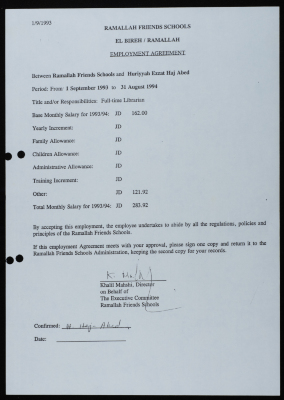 1/9/1993
RAMALLAH FRIENDS SCHOOLS
EL BIREH / RAMALLAH
EMPLOYMENT AGREEMENT
Between Ramallah Friends Schools and Huriyyah Ezzat Haj Abed
Period: From 1 September 1993 to 31 August 1994
Title and/or Responsibilities: Full-time Librarian
Base Monthly Salary for 1993/94: JD 162.00
Yearly Increment: JD
Family Allowance: JD
Children Allowance: JD
Administrative Allowance: JD
Training Increment: JD
Other: JD 121.92
Total Monthly Salary for 1993/94: JD 283.92
By accepting this employment, the employee undertakes to abide by all the regulations, policies and
principles of the Ramallah Friends Schools.
If this employment Agreement meets with your approval, please sign one copy and return it to the
Ramallah Friends Schools Administration, keeping the second copy for your records.
Khalil Mahshi, Director
on Behalf of
The Executive Committee
Ramallah Friends Schools
Confirmed: H. Haj Abed
Date: